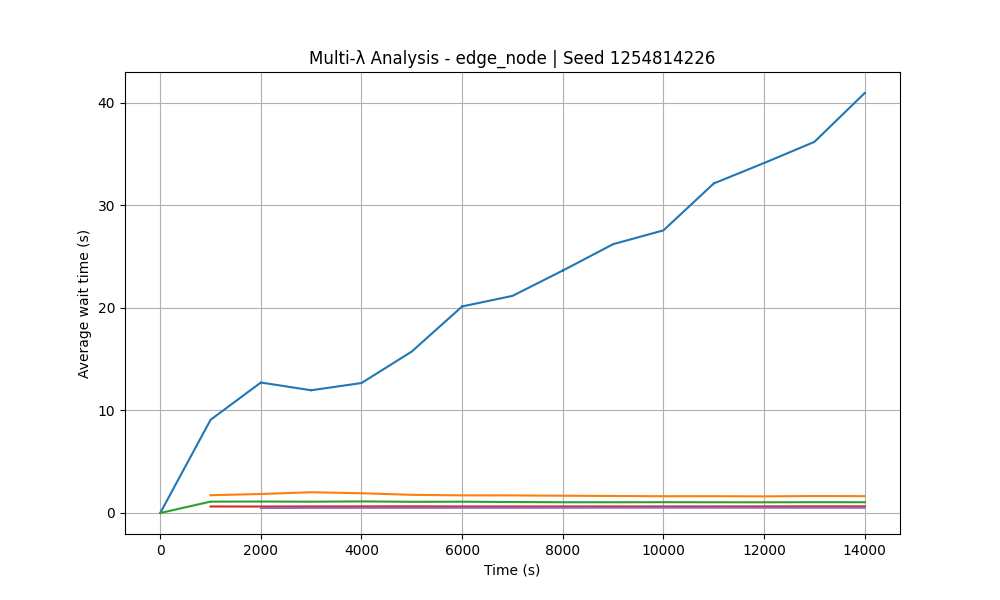 Multi-λ Analysis - edge_node | Seed 1254814226
Average wait time (s)
40
30
20
10
0
0 2000 4000 6000 8000 10000 12000 14000
Time (s)